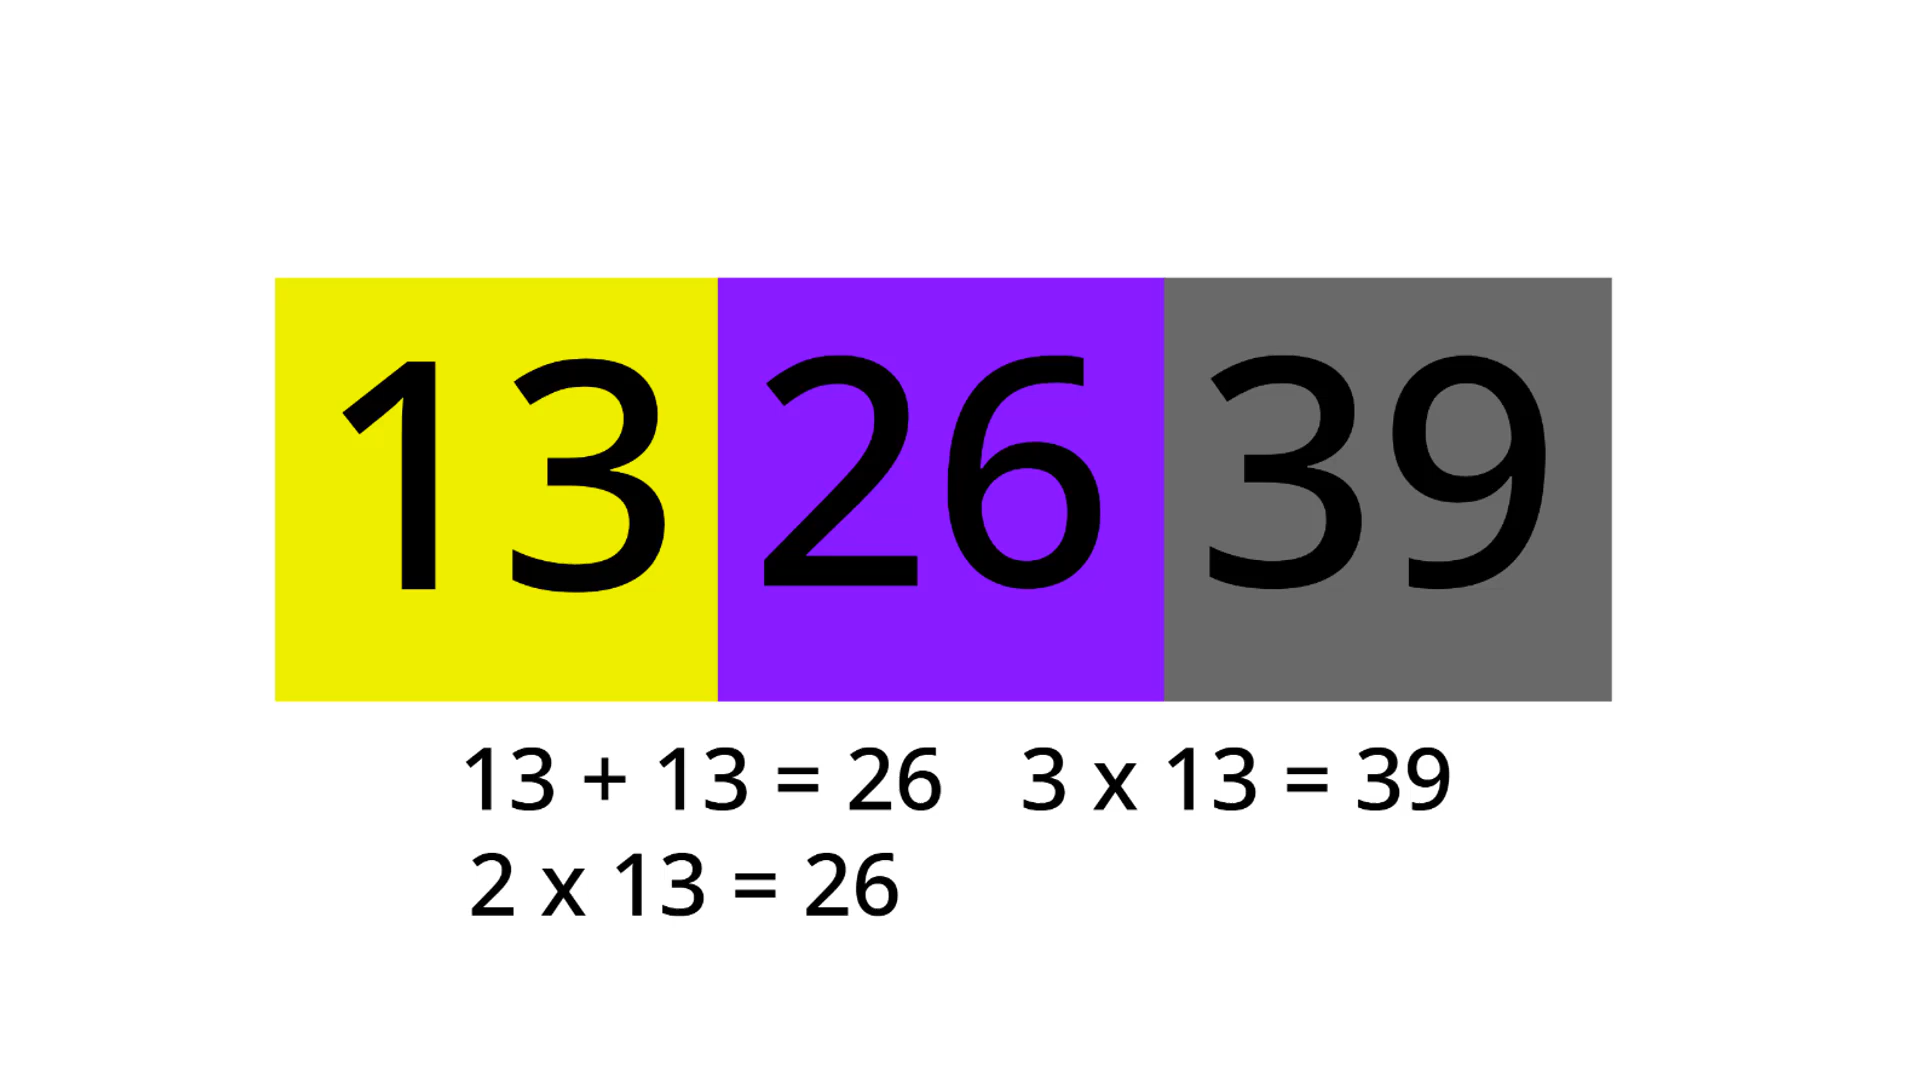 13 26 39
13 + 13 = 26 3 x 13 = 39
2 x 13 = 26